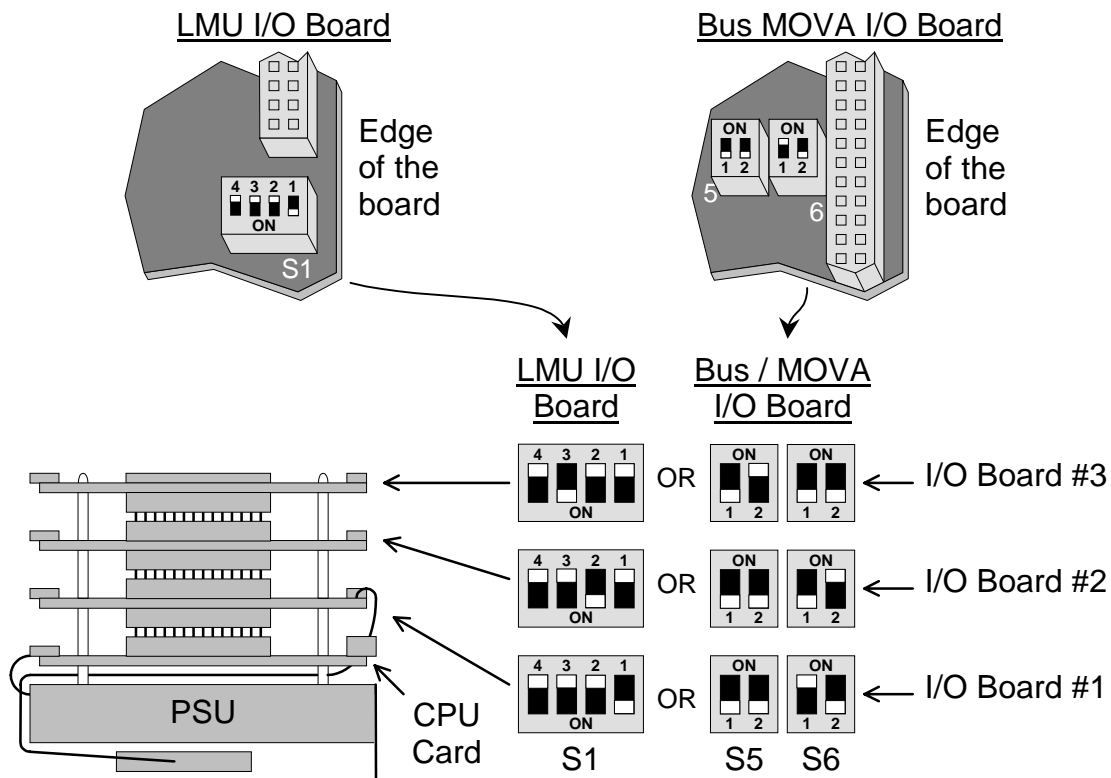 LMU I/O Board
Bus MOVA I/O Board
Edge
of the
board
4 3 2 1
ON
S1
ON
1 2
5
ON
1 2
6
Edge
of the
board
LMU I/O
Board
Bus / MOVA
I/O Board
4 3 2 1
ON
OR
ON
1 2
ON
1 2
I/O Board #3
4 3 2 1
ON
OR
ON
1 2
ON
1 2
I/O Board #2
4 3 2 1
ON
OR
ON
1 2
ON
1 2
I/O Board #1
PSU
CPU
Card
S1
S5
S6